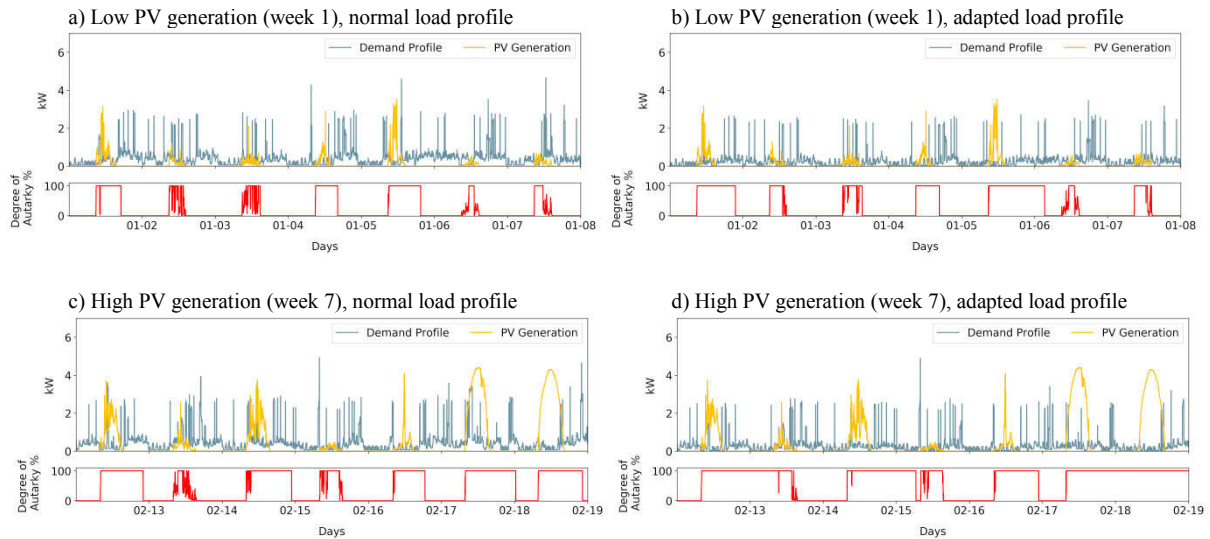 a) Low PV generation (week 1), normal load profile
Demand Profile PV Generation
6
4
2
0
kW
100
0
Degree of
Autarky %
01-02 01-03 01-04 01-05 01-06 01-07 01-08
Days
b) Low PV generation (week 1), adapted load profile
Demand Profile PV Generation
6
4
2
0
kW
100
0
Degree of
Autarky %
01-02 01-03 01-04 01-05 01-06 01-07 01-08
Days
c) High PV generation (week 7), normal load profile
Demand Profile PV Generation
6
4
2
0
kW
100
0
Degree of
Autarky %
02-13 02-14 02-15 02-16 02-17 02-18 02-19
Days
d) High PV generation (week 7), adapted load profile
Demand Profile PV Generation
6
4
2
0
kW
100
0
Degree of
Autarky %
02-13 02-14 02-15 02-16 02-17 02-18 02-19
Days